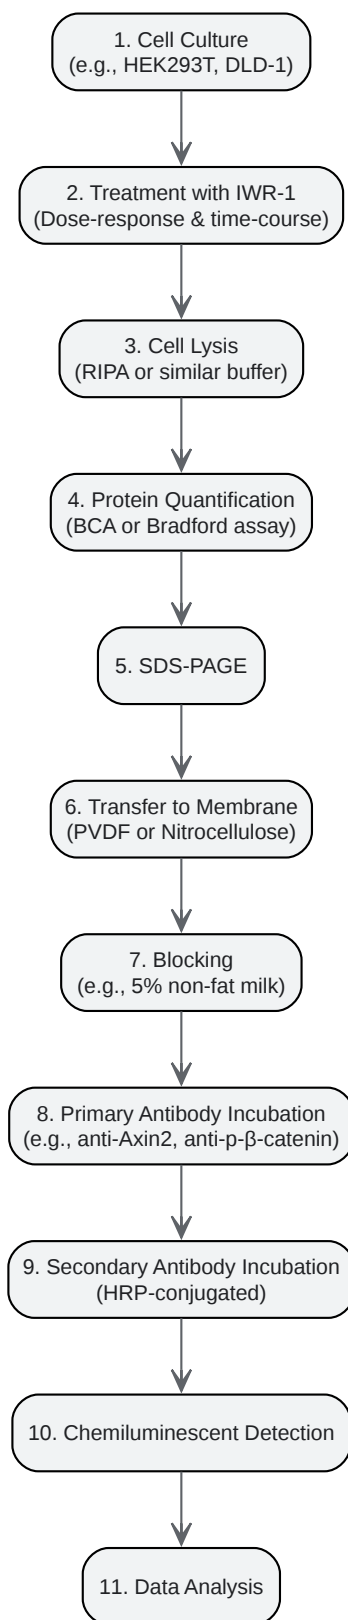 1. Cell Culture
(e.g., HEK293T, DLD-1)
2. Treatment with IWR-1
(Dose-response & time-course)
3. Cell Lysis
(RIPA or similar buffer)
4. Protein Quantification
(BCA or Bradford assay)
5. SDS-PAGE
6. Transfer to Membrane
(PVDF or Nitrocellulose)
7. Blocking
(e.g., 5% non-fat milk)
8. Primary Antibody Incubation
(e.g., anti-Axin2, anti-p-β-catenin)
9. Secondary Antibody Incubation
(HRP-conjugated)
10. Chemiluminescent Detection
11. Data Analysis